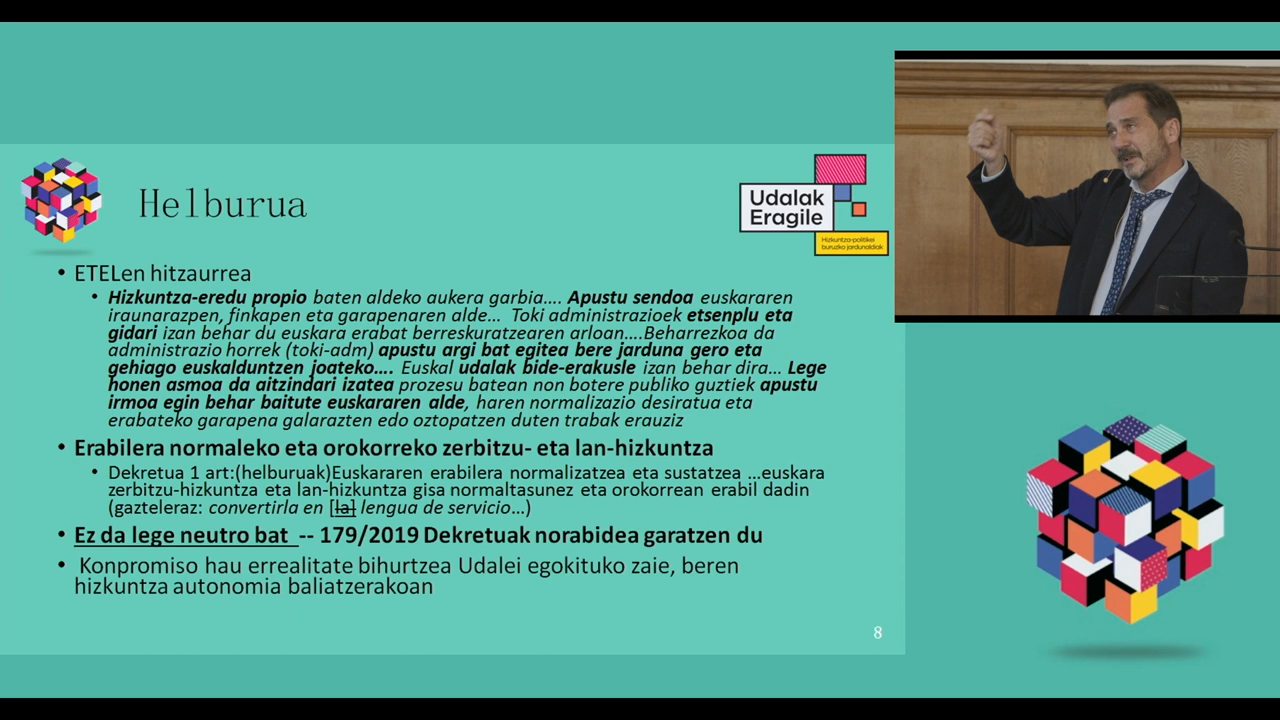 Helburua
Udalak
Eragile
Hizkuntza-politikei
buruzko jardunaldiak
• ETELen hitzaurrea
• Hizkuntza-eredu propio baten aldeko aukera garbia…. Apustu sendoa euskararen
iraunarazpen, finkapen eta garapenaren alde… Toki administrazioek etsenplu eta
gidari izan behar du euskara erabat berreskuratzearen arloan….Beharrezkoa da
administrazio horrek (toki-adm) apustu argi bat egitea bere jarduna gero eta
gehiago euskalduntzen joateko…. Euskal udalak bide-erakusle izan behar dira… Lege
honen asmoa da aitzindari izatea prozesu batean non botere publiko guztiek apustu
irmoa egin behar baitute euskararen alde, haren normalizazio desiratua eta
erabateko garapena galarazten edo oztopatzen duten trabak erauziz
• Erabilera normaleko eta orokorreko zerbitzu- eta lan-hizkuntza
• Dekretua 1 art:(helburuak)Euskararen erabilera normalizatzea eta sustatzea …euskara
zerbitzu-hizkuntza eta lan-hizkuntza gisa normaltasunez eta orokorrean erabil dadin
(gazteleraz: convertirla en [la] lengua de servicio…)
• Ez da lege neutro bat -- 179/2019 Dekretuak norabidea garatzen du
• Konpromiso hau errealitate bihurtzea Udalei egokituko zaie, beren
hizkuntza autonomia baliatzerakoan
8